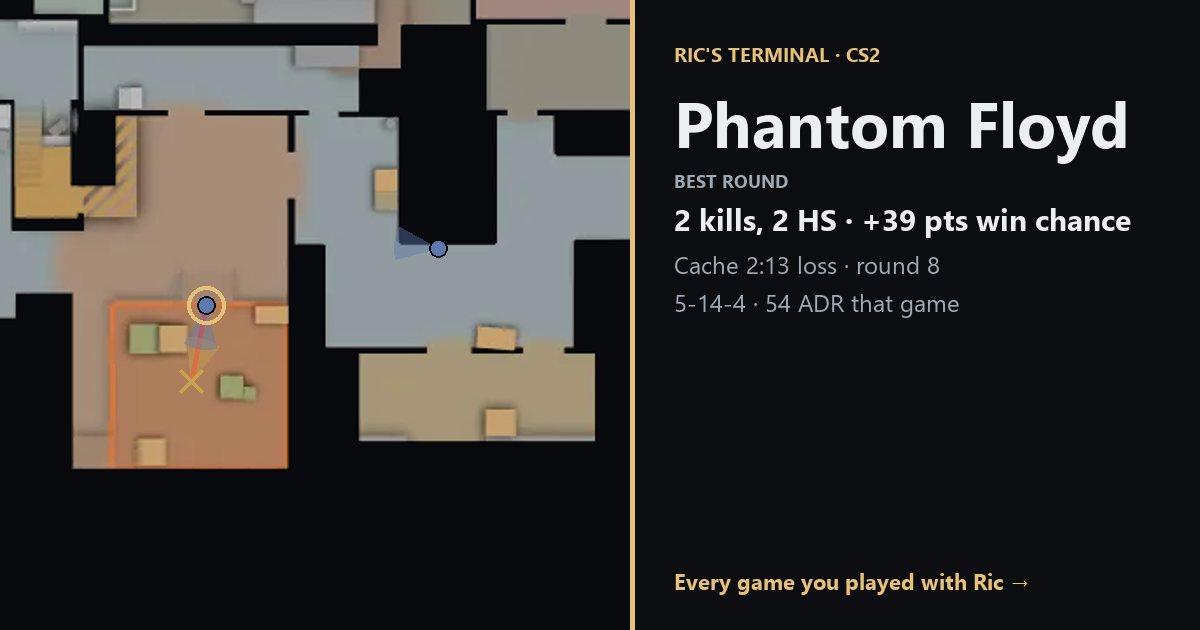 RIC'S TERMINAL · CS2
Phantom Floyd
BEST ROUND
2 kills, 2 HS · +39 pts win chance
Cache 2:13 loss · round 8
5-14-4 · 54 ADR that game
Every game you played with Ric →